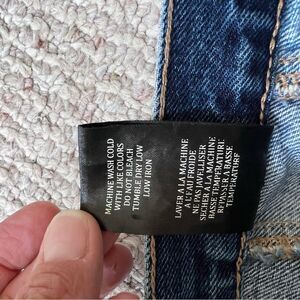 MACHINE WASH COLD
WITH LIKE COLORS
DO NOT BLEACH
TUMBLE DRY LOW
LOW IRON
LAVER A LA MACHINE
A L'EAU FROIDE
NE PAS JAVELLISER
SECHER A LA MACHINE
BASSE TEMPERATURE
REPASSER A BASSE
TEMPERATURE